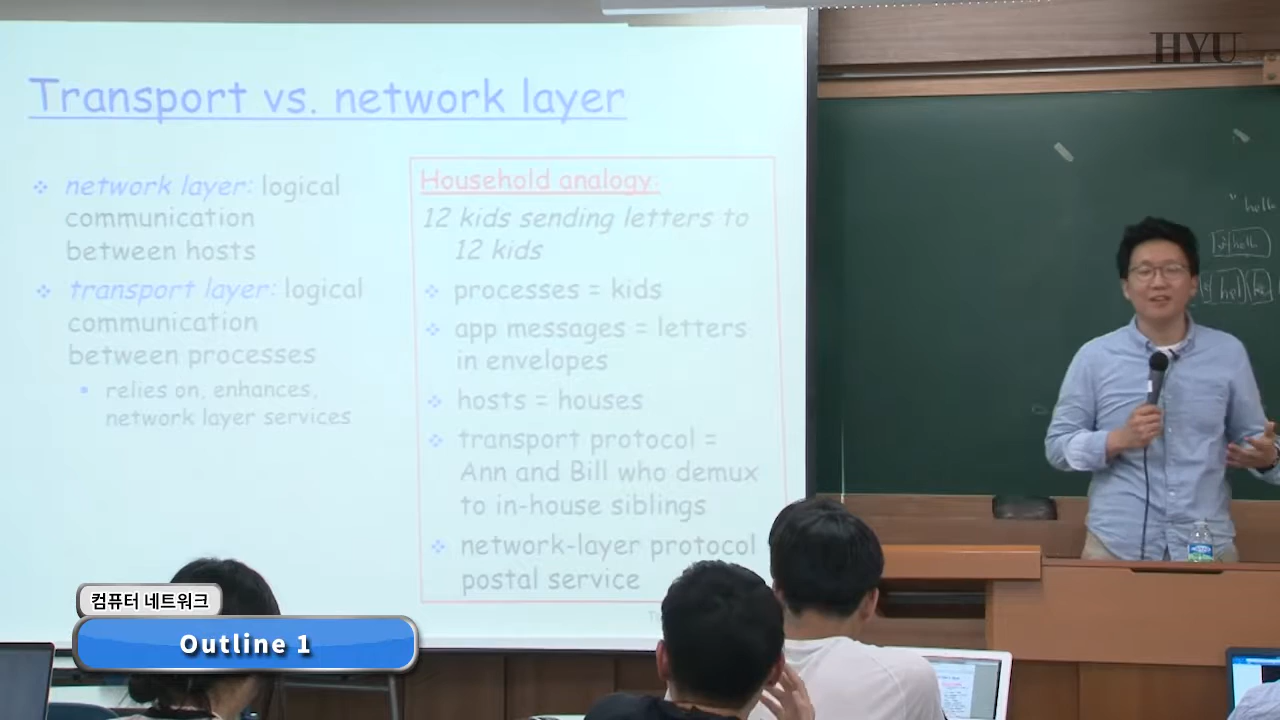 HYU
Transport vs. network layer
network layer: logical
communication
between hosts
transport layer: logical
communication
between processes
relies on, enhances,
network layer services
Household analogy:
12 kids sending letters to
12 kids
processes = kids
app messages = letters
in envelopes
hosts = houses
transport protocol =
Ann and Bill who demux
to in-house siblings
network-layer protocol
postal service
" hello
hello
hel
컴퓨터 네트워크
Outline 1